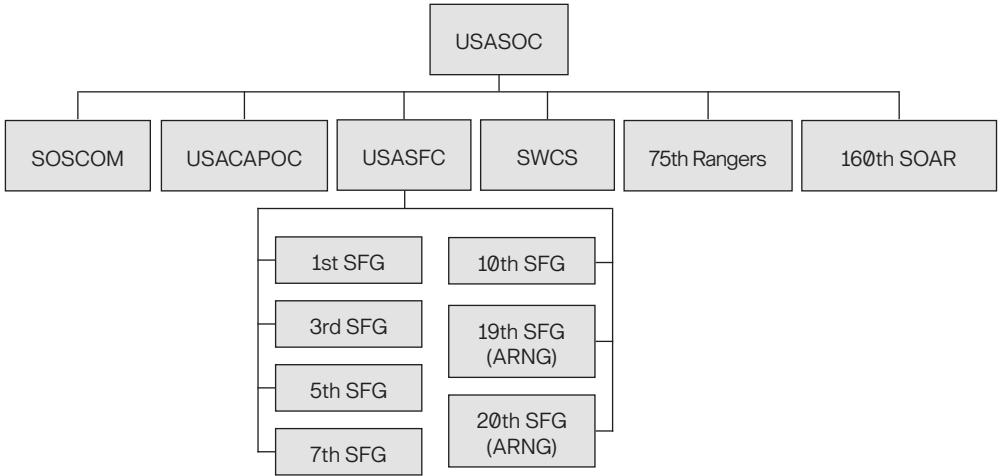 USASOC
SOSCOM
USACAPOC
USASFC
SWCS
75th Rangers
160th SOAR
1st SFG
3rd SFG
5th SFG
7th SFG
10th SFG
19th SFG
(ARNG)
20th SFG
(ARNG)